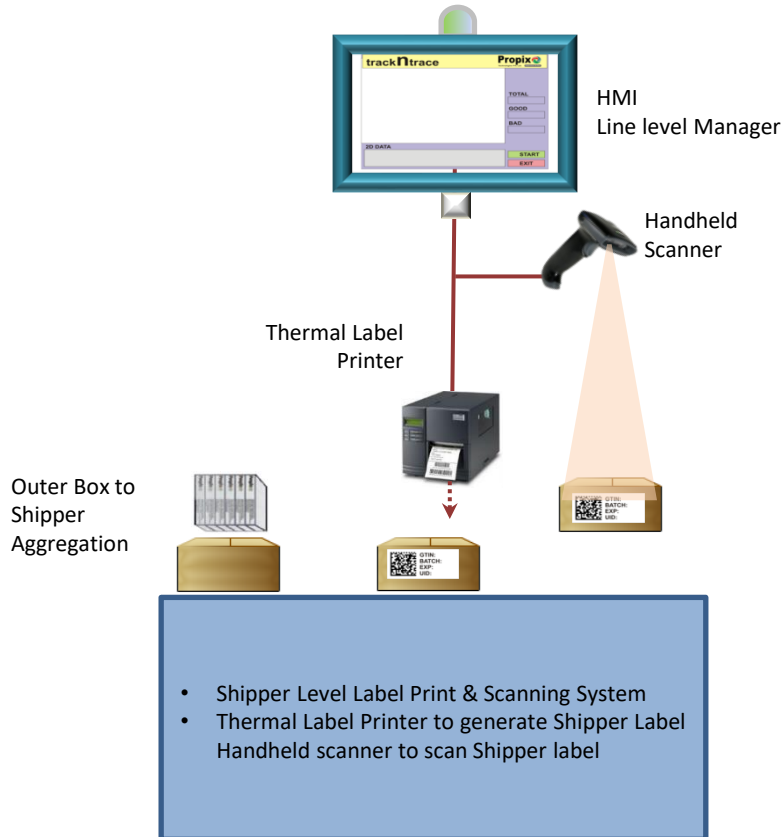 trackntrace
Propix
TOTAL
GOOD
BAD
2D DATA
START
EXIT
HMI
Line level Manager
Handheld
Scanner
Thermal Label
Printer
Outer Box to
Shipper
Aggregation
GTIN:
BATCH:
EXP:
UID:
GTIN:
BATCH:
EXP:
UID:
• Shipper Level Label Print & Scanning System
• Thermal Label Printer to generate Shipper Label
Handheld scanner to scan Shipper label